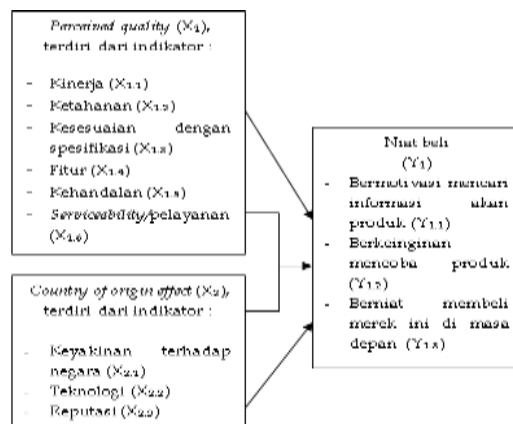 Perceived quality (X₁),
terdiri dari indikator :
- Kinerja (X₁.₁)
- Ketahanan (X₁.₂)
- Kesesuaian dengan
spesifikasi (X₁.₃)
- Fitur (X₁.₄)
- Kehandalan (X₁.₅)
- Serviceability/pelayanan
(X₁.₆)
Country of origin effect (X₂),
terdiri dari indikator :
- Keyakinan terhadap
negara (X₂.₁)
- Teknologi (X₂.₂)
- Reputasi (X₂.₃)
Niat beli
(Y₁)
- Bermotivasi mencari
informasi akan
produk (Y₁.₁)
- Berkeinginan
mencoba produk
(Y₁.₂)
- Berniat membeli
merek ini di masa
depan (Y₁.₃)